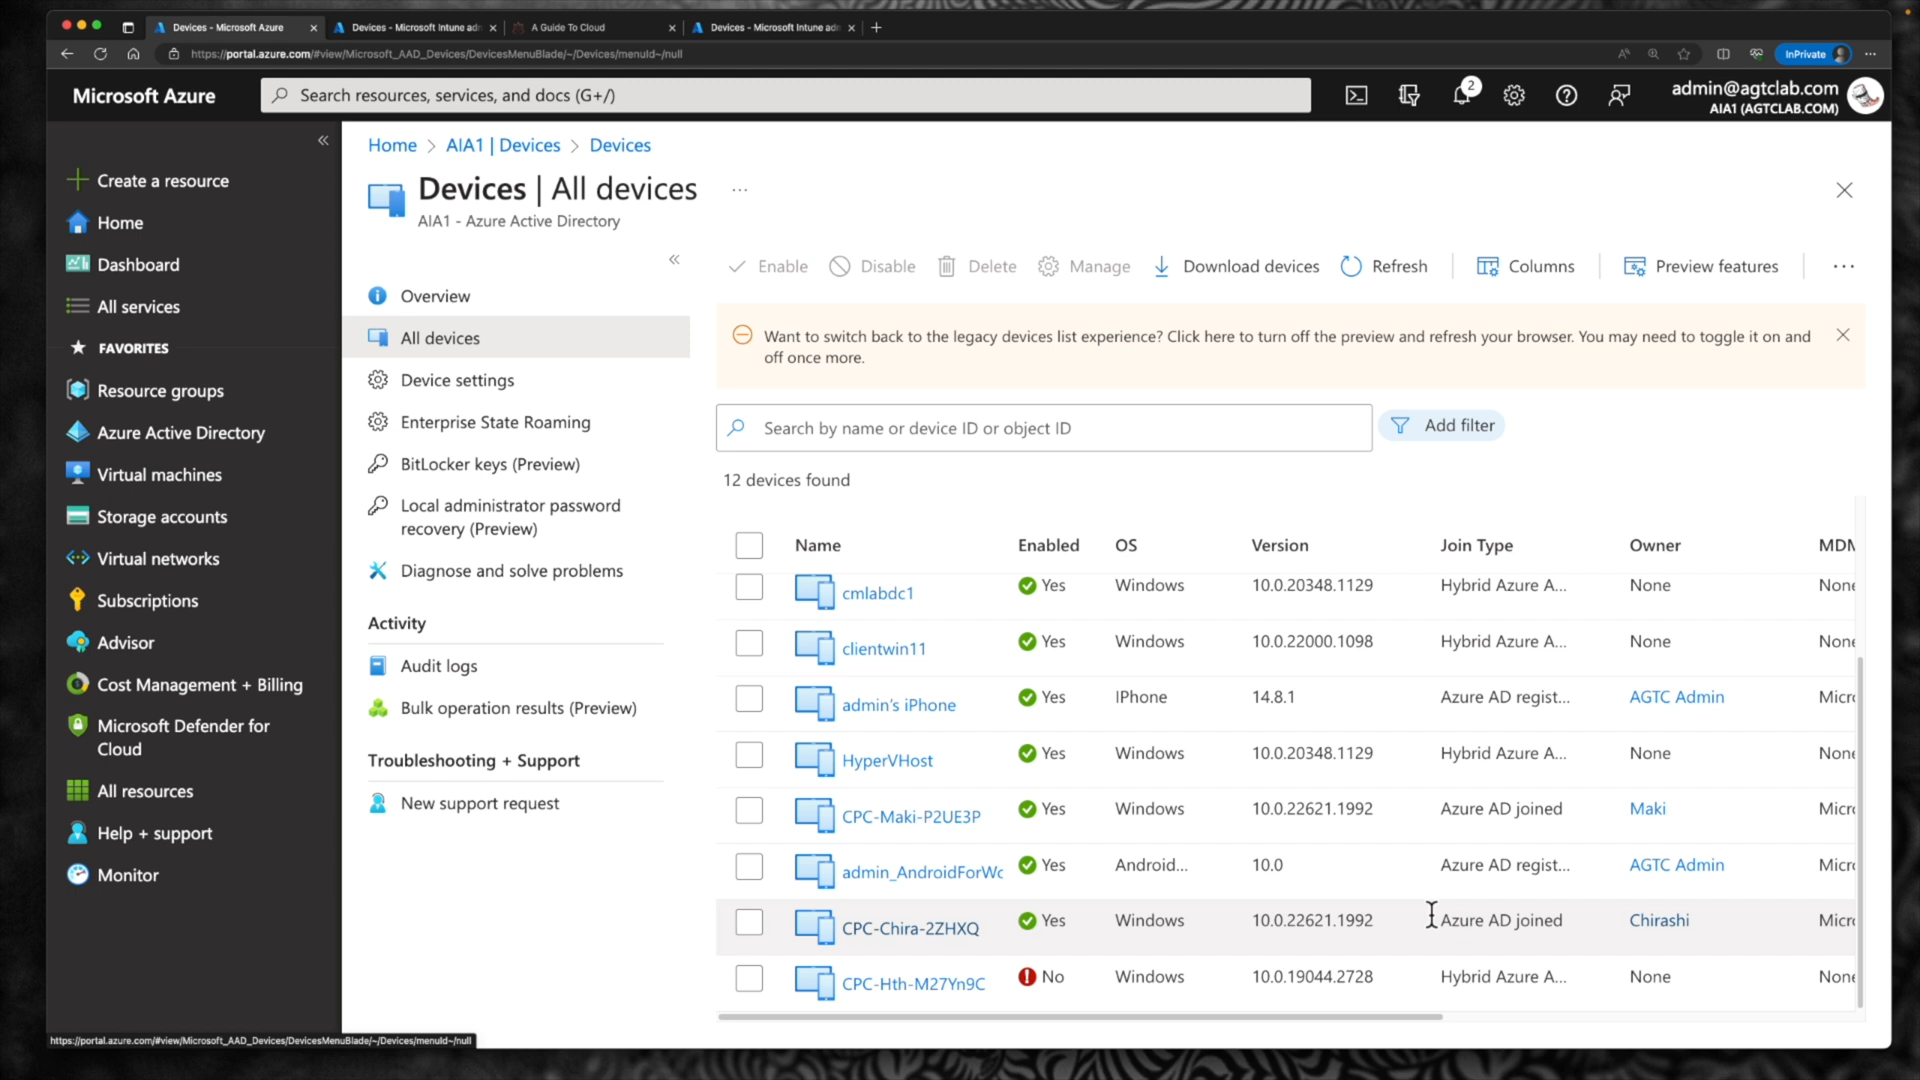 Devices - Microsoft Azure
Devices - Microsoft Intune adm
A Guide To Cloud
Devices - Microsoft Intune adm
https://portal.azure.com/#view/Microsoft_AAD_Devices/DevicesMenuBlade/~/Devices/menuId~/null
InPrivate
Microsoft Azure
Search resources, services, and docs (G+/)
2
admin@agtclab.com
AIA1 (AGTCLAB.COM)
Create a resource
Home
Dashboard
All services
FAVORITES
Resource groups
Azure Active Directory
Virtual machines
Storage accounts
Virtual networks
Subscriptions
Advisor
Cost Management + Billing
Microsoft Defender for
Cloud
All resources
Help + support
Monitor
Home > AIA1 | Devices > Devices
Devices | All devices
AIA1 - Azure Active Directory
Overview
All devices
Device settings
Enterprise State Roaming
BitLocker keys (Preview)
Local administrator password
recovery (Preview)
Diagnose and solve problems
Activity
Audit logs
Bulk operation results (Preview)
Troubleshooting + Support
New support request
Enable Disable Delete Manage Download devices Refresh Columns Preview features
Want to switch back to the legacy devices list experience? Click here to turn off the preview and refresh your browser. You may need to toggle it on and
off once more.
Search by name or device ID or object ID
Add filter
12 devices found
Name Enabled OS Version Join Type Owner MDM
cmlabdc1 Yes Windows 10.0.20348.1129 Hybrid Azure A... None None
clientwin11 Yes Windows 10.0.22000.1098 Hybrid Azure A... None None
admin's iPhone Yes IPhone 14.8.1 Azure AD regist... AGTC Admin Micr
HyperVHost Yes Windows 10.0.20348.1129 Hybrid Azure A... None None
CPC-Maki-P2UE3P Yes Windows 10.0.22621.1992 Azure AD joined Maki Micr
admin_AndroidForWo Yes Android... 10.0 Azure AD regist... AGTC Admin Micr
CPC-Chira-2ZHXQ Yes Windows 10.0.22621.1992 Azure AD joined Chirashi Micr
CPC-Hth-M27Yn9C No Windows 10.0.19044.2728 Hybrid Azure A... None None
https://portal.azure.com/#view/Microsoft_AAD_Devices/DevicesMenuBlade/~/Devices/menuId~/null